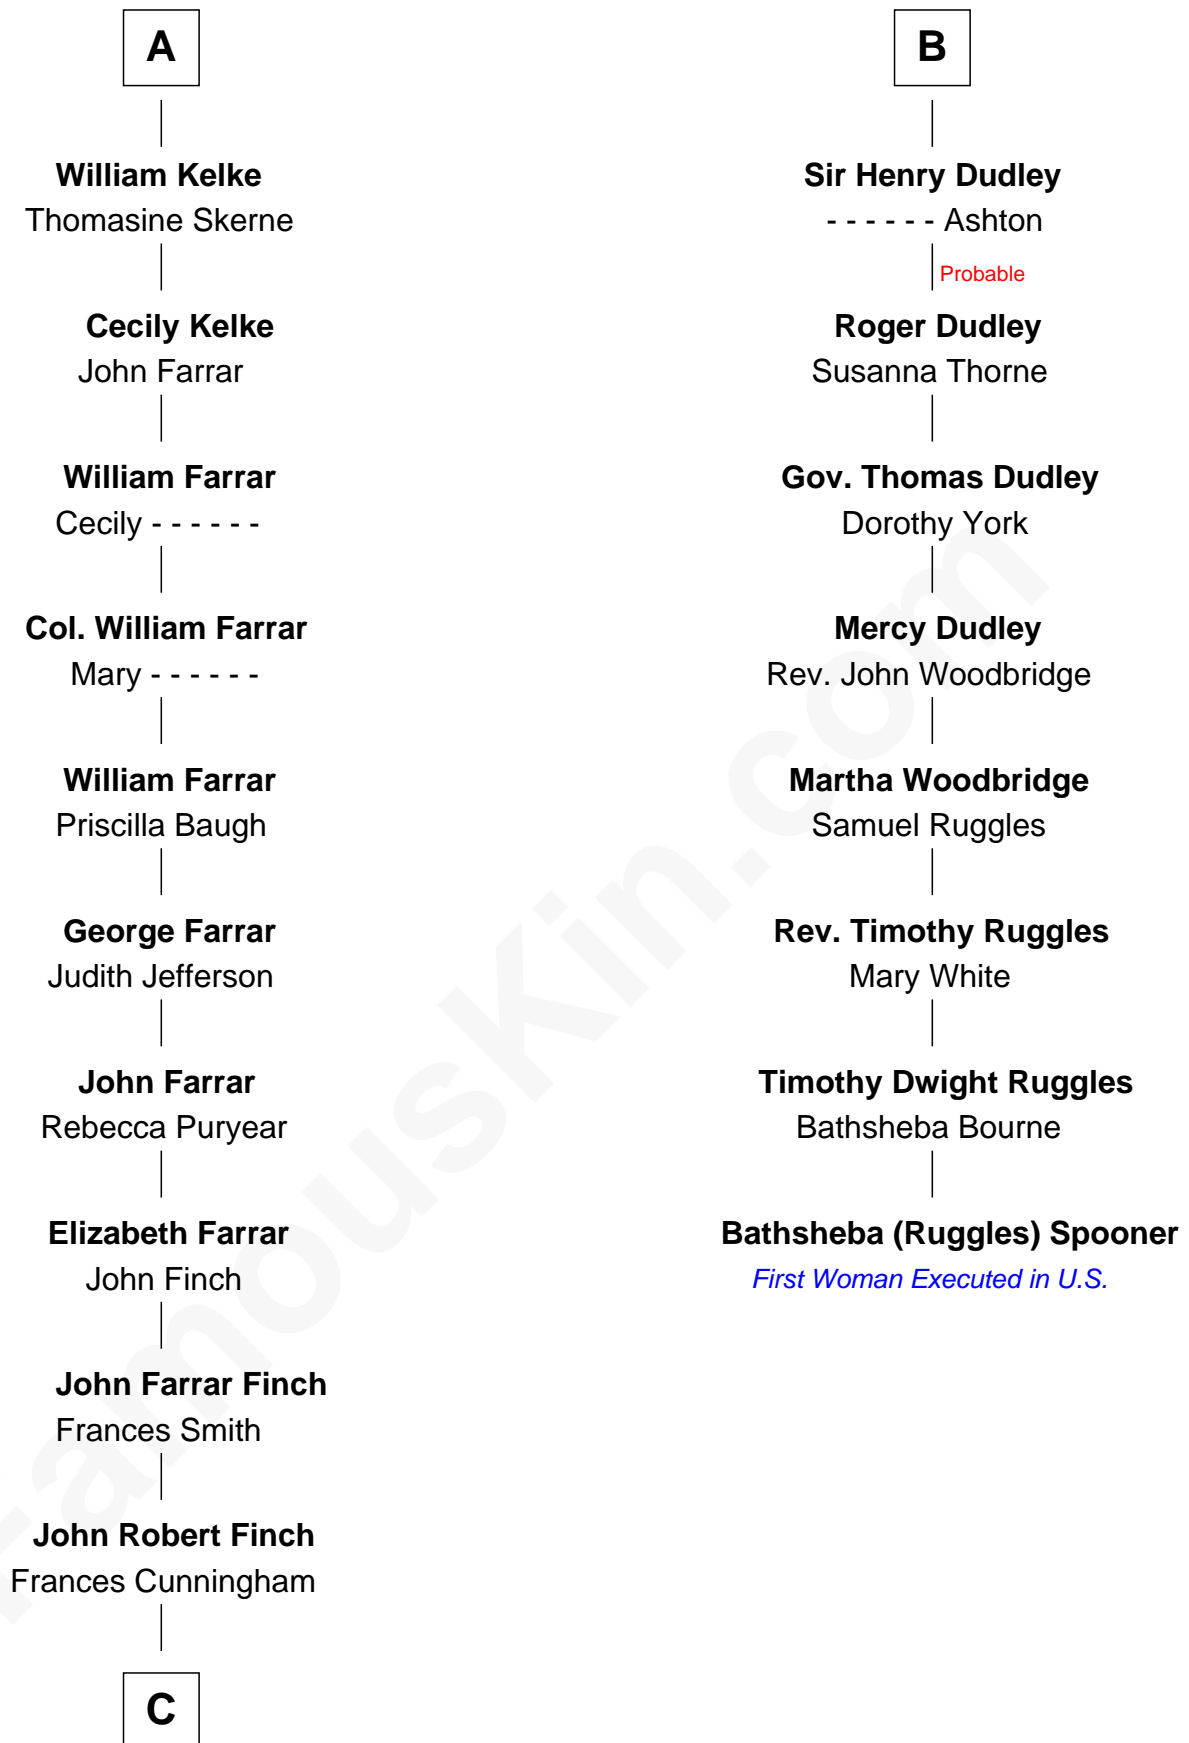 A
William Kelke
Thomasine Skerne
Cecily Kelke
John Farrar
William Farrar
Cecily - - - - - -
Col. William Farrar
Mary - - - - - -
William Farrar
Priscilla Baugh
George Farrar
Judith Jefferson
John Farrar
Rebecca Puryear
Elizabeth Farrar
John Finch
John Farrar Finch
Frances Smith
John Robert Finch
Frances Cunningham
C
B
Sir Henry Dudley
- - - - - - Ashton
Probable
Roger Dudley
Susanna Thorne
Gov. Thomas Dudley
Dorothy York
Mercy Dudley
Rev. John Woodbridge
Martha Woodbridge
Samuel Ruggles
Rev. Timothy Ruggles
Mary White
Timothy Dwight Ruggles
Bathsheba Bourne
Bathsheba (Ruggles) Spooner
First Woman Executed in U.S.
FamousKin.com